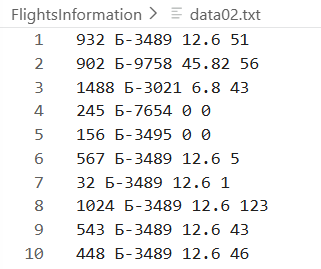 FlightsInformation > data02.txt
1 932 Б-3489 12.6 51
2 902 Б-9758 45.82 56
3 1488 Б-3021 6.8 43
4 245 Б-7654 0 0
5 156 Б-3495 0 0
6 567 Б-3489 12.6 5
7 32 Б-3489 12.6 1
8 1024 Б-3489 12.6 123
9 543 Б-3489 12.6 43
10 448 Б-3489 12.6 46